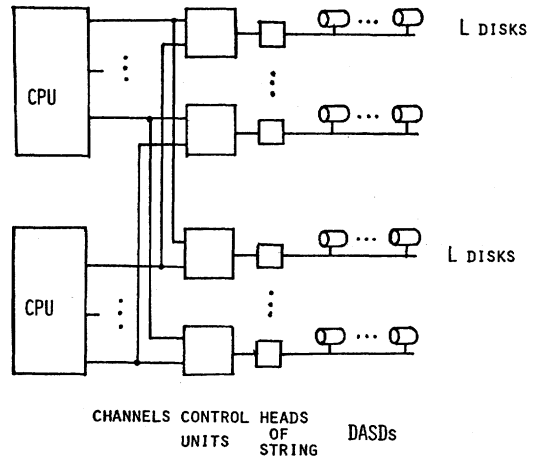 L DISKS
CPU
L DISKS
CPU
CHANNELS CONTROL HEADS
UNITS OF DASDs
STRING